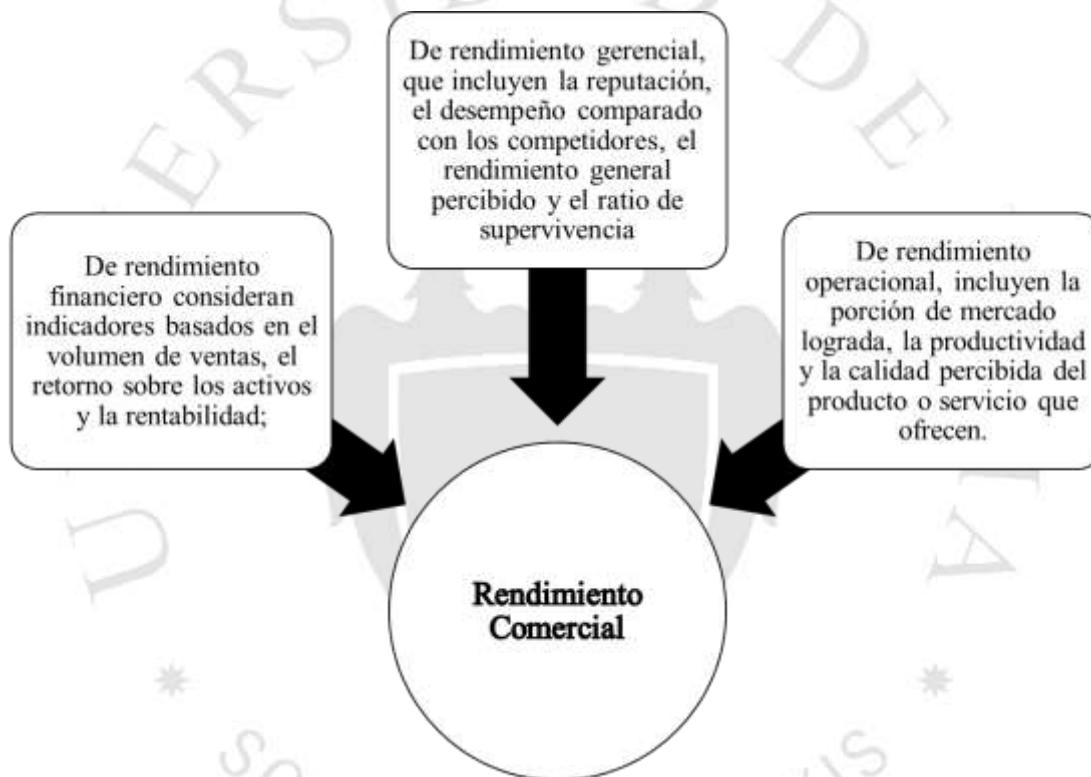 De rendimiento gerencial,
que incluyen la reputación,
el desempeño comparado
con los competidores, el
rendimiento general
percibido y el ratio de
supervivencia
De rendimiento
financiero consideran
indicadores basados en el
volumen de ventas, el
retorno sobre los activos
y la rentabilidad;
De rendimiento
operacional, incluyen la
porción de mercado
lograda, la productividad
y la calidad percibida del
producto o servicio que
ofrecen.
Rendimiento
Comercial